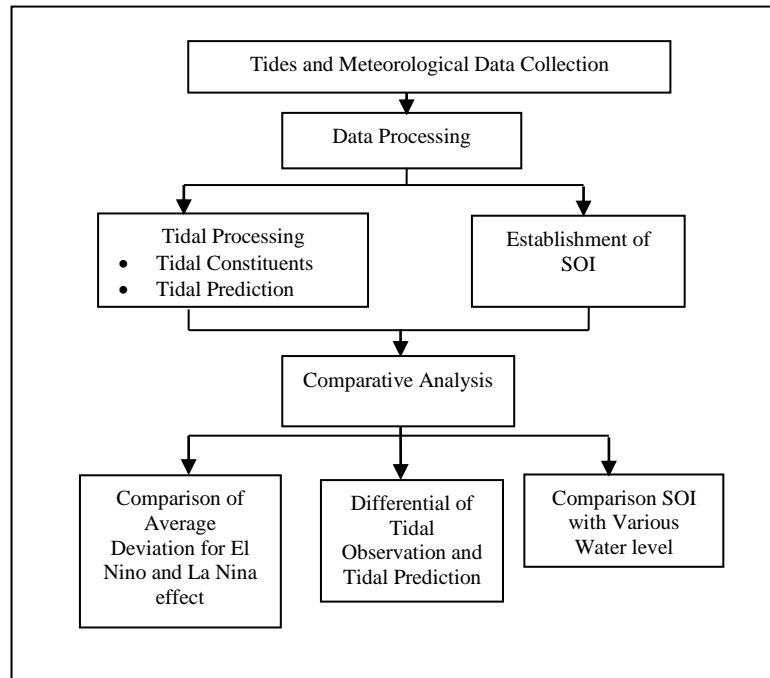 Tides and Meteorological Data Collection
Data Processing
Tidal Processing
• Tidal Constituents
• Tidal Prediction
Establishment of
SOI
Comparative Analysis
Comparison of
Average
Deviation for El
Nino and La Nina
effect
Differential of
Tidal
Observation and
Tidal Prediction
Comparison SOI
with Various
Water level